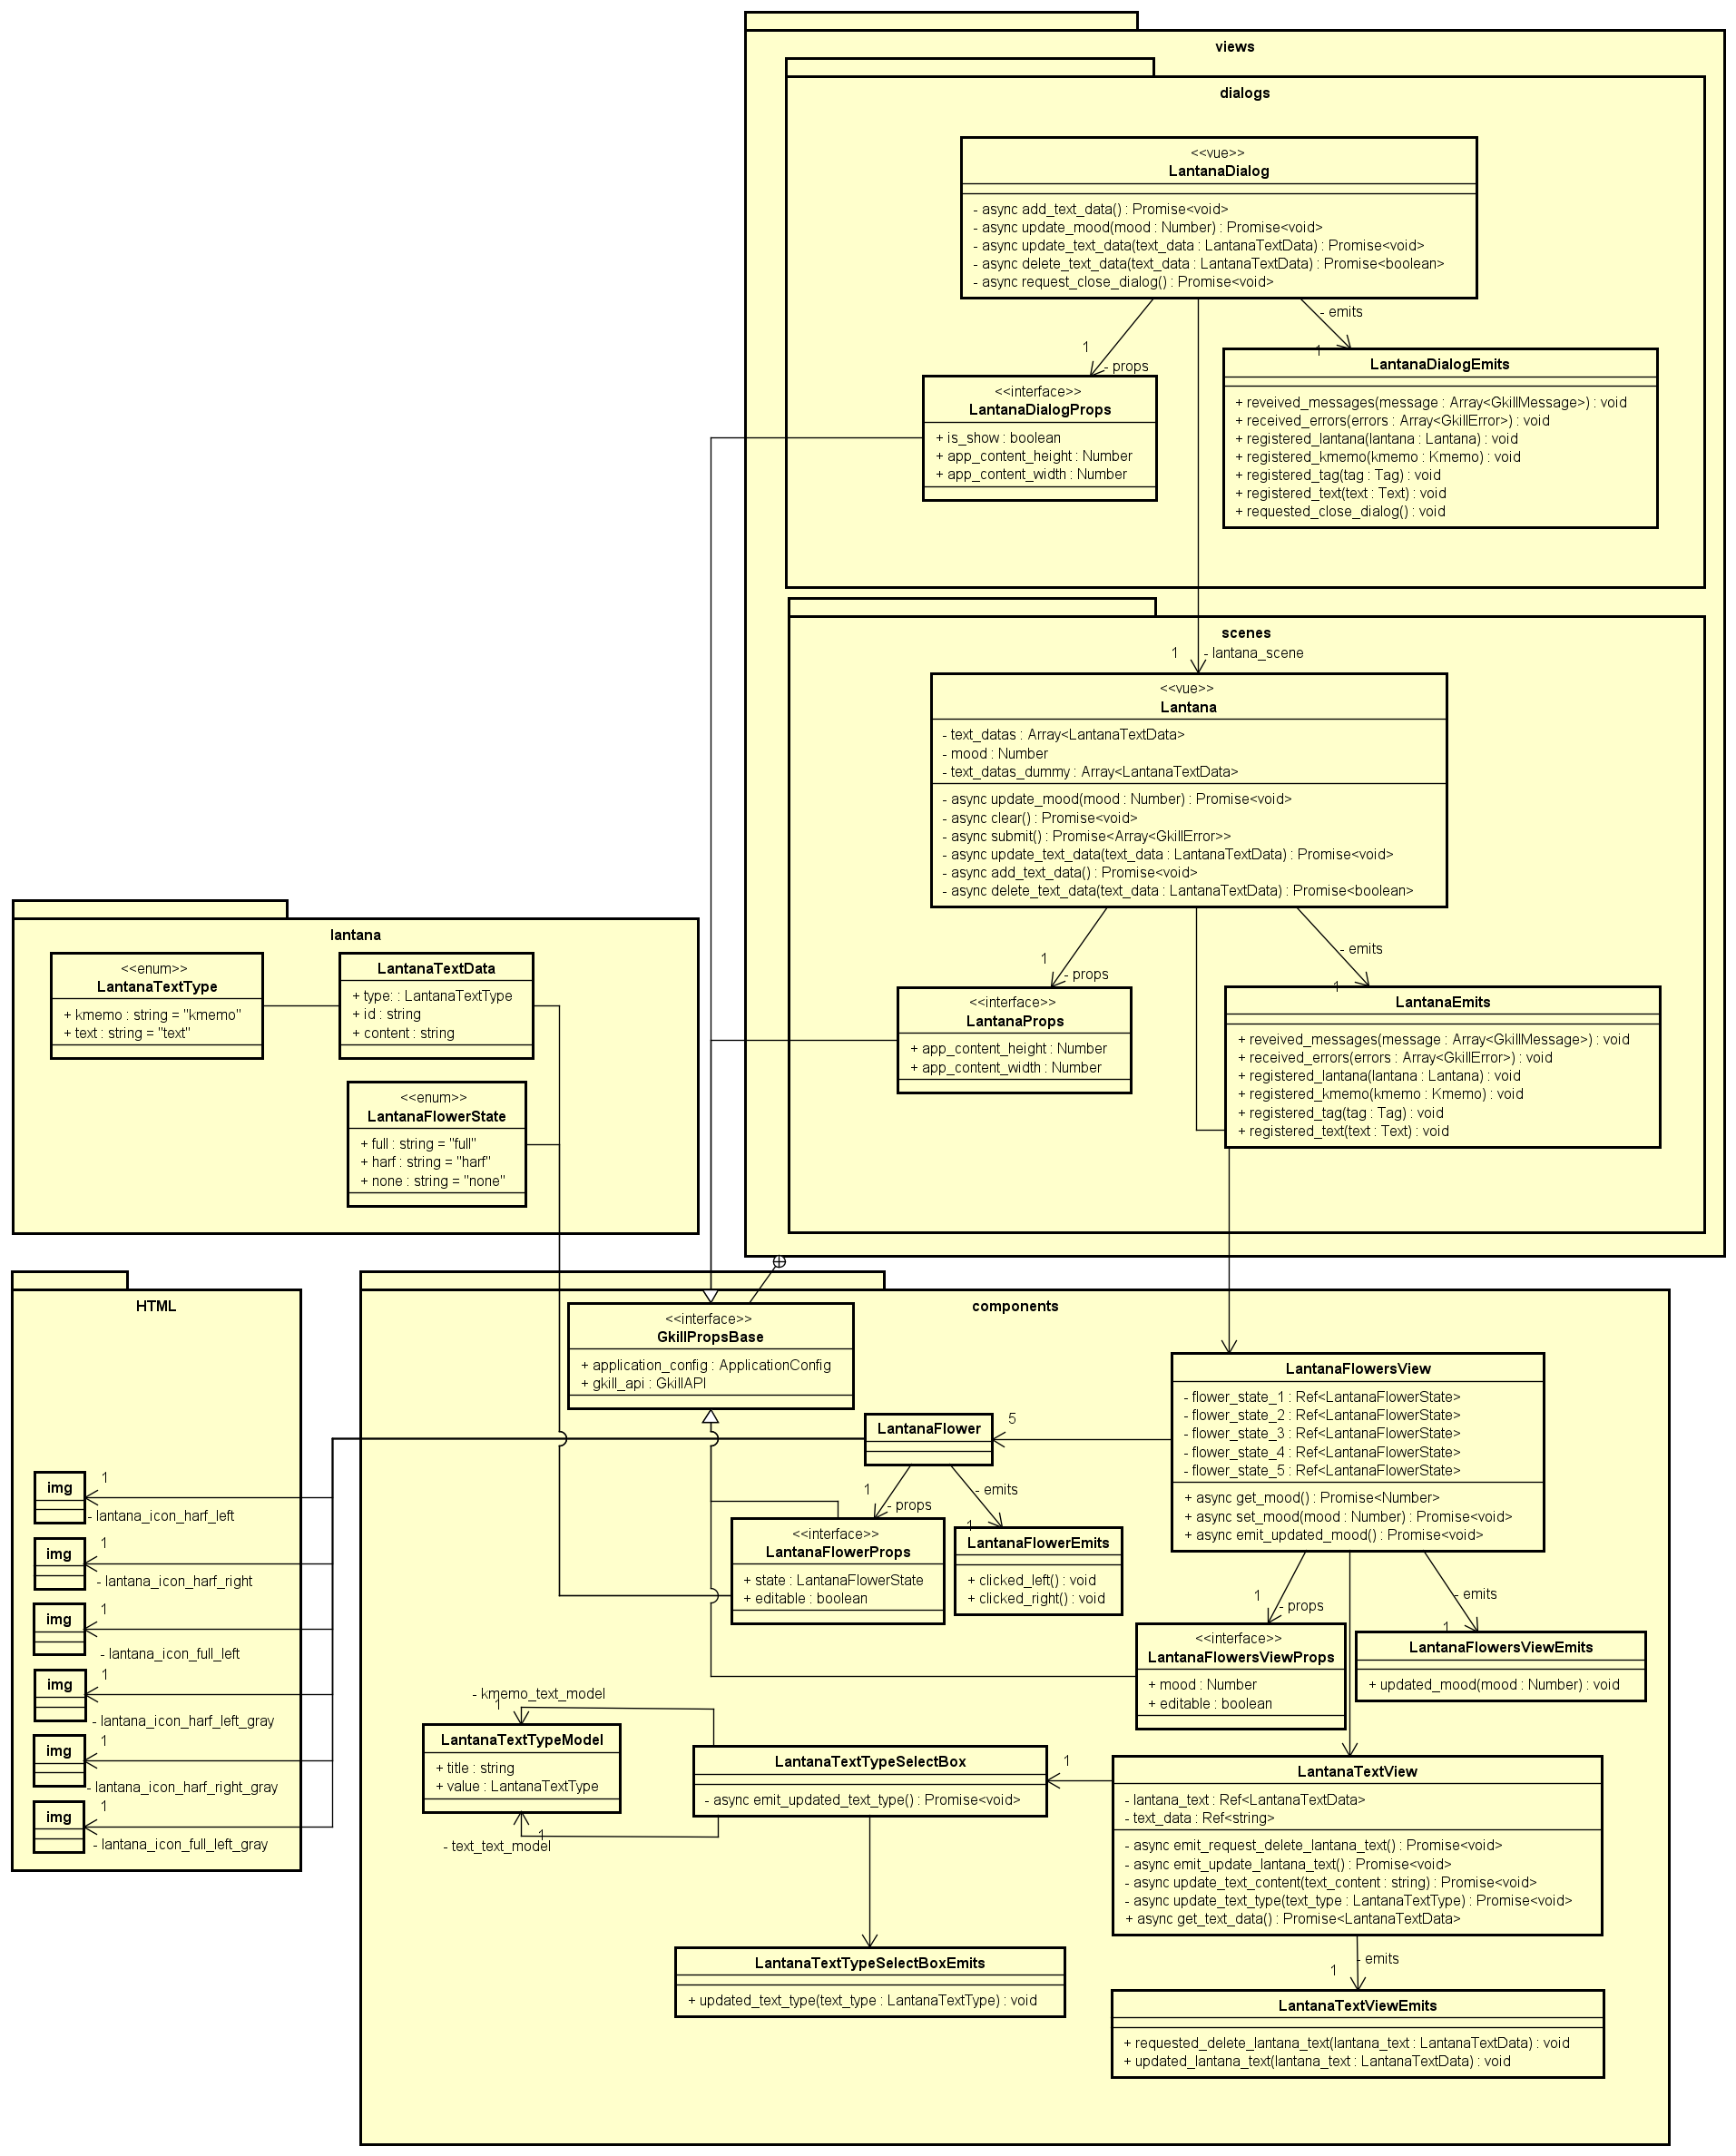 views
dialogs
<<vue>>
LantanaDialog
- async add_text_data() : Promise<void>
- async update_mood(mood : Number) : Promise<void>
- async update_text_data(text_data : LantanaTextData) : Promise<void>
- async delete_text_data(text_data : LantanaTextData) : Promise<boolean>
- async request_close_dialog() : Promise<void>
- emits
1
1
- props
<<interface>>
LantanaDialogProps
+ is_show : boolean
+ app_content_height : Number
+ app_content_width : Number
LantanaDialogEmits
+ reveived_messages(message : Array<GkillMessage>) : void
+ received_errors(errors : Array<GkillError>) : void
+ registered_lantana(lantana : Lantana) : void
+ registered_kmemo(kmemo : Kmemo) : void
+ registered_tag(tag : Tag) : void
+ registered_text(text : Text) : void
+ requested_close_dialog() : void
scenes
1
- lantana_scene
<<vue>>
Lantana
- text_datas : Array<LantanaTextData>
- mood : Number
- text_datas_dummy : Array<LantanaTextData>
- async update_mood(mood : Number) : Promise<void>
- async clear() : Promise<void>
- async submit() : Promise<Array<GkillError>>
- async update_text_data(text_data : LantanaTextData) : Promise<void>
- async add_text_data() : Promise<void>
- async delete_text_data(text_data : LantanaTextData) : Promise<boolean>
- emits
1
1
- props
<<interface>>
LantanaProps
+ app_content_height : Number
+ app_content_width : Number
LantanaEmits
+ reveived_messages(message : Array<GkillMessage>) : void
+ received_errors(errors : Array<GkillError>) : void
+ registered_lantana(lantana : Lantana) : void
+ registered_kmemo(kmemo : Kmemo) : void
+ registered_tag(tag : Tag) : void
+ registered_text(text : Text) : void
lantana
<<enum>>
LantanaTextType
+ kmemo : string = "kmemo"
+ text : string = "text"
LantanaTextData
+ type: : LantanaTextType
+ id : string
+ content : string
<<enum>>
LantanaFlowerState
+ full : string = "full"
+ harf : string = "harf"
+ none : string = "none"
HTML
img
1
- lantana_icon_harf_left
img
1
- lantana_icon_harf_right
img
1
- lantana_icon_full_left
img
1
- lantana_icon_harf_left_gray
img
1
- lantana_icon_harf_right_gray
img
1
- lantana_icon_full_left_gray
components
<<interface>>
GkillPropsBase
+ application_config : ApplicationConfig
+ gkill_api : GkillAPI
LantanaFlower
5
1
- props
- emits
1
<<interface>>
LantanaFlowerProps
+ state : LantanaFlowerState
+ editable : boolean
LantanaFlowerEmits
+ clicked_left() : void
+ clicked_right() : void
LantanaFlowersView
- flower_state_1 : Ref<LantanaFlowerState>
- flower_state_2 : Ref<LantanaFlowerState>
- flower_state_3 : Ref<LantanaFlowerState>
- flower_state_4 : Ref<LantanaFlowerState>
- flower_state_5 : Ref<LantanaFlowerState>
+ async get_mood() : Promise<Number>
+ async set_mood(mood : Number) : Promise<void>
+ async emit_updated_mood() : Promise<void>
1
- props
- emits
1
<<interface>>
LantanaFlowersViewProps
+ mood : Number
+ editable : boolean
LantanaFlowersViewEmits
+ updated_mood(mood : Number) : void
- kmemo_text_model
1
LantanaTextTypeModel
+ title : string
+ value : LantanaTextType
1
- text_text_model
LantanaTextTypeSelectBox
- async emit_updated_text_type() : Promise<void>
1
LantanaTextView
- lantana_text : Ref<LantanaTextData>
- text_data : Ref<string>
- async emit_request_delete_lantana_text() : Promise<void>
- async emit_update_lantana_text() : Promise<void>
- async update_text_content(text_content : string) : Promise<void>
- async update_text_type(text_type : LantanaTextType) : Promise<void>
+ async get_text_data() : Promise<LantanaTextData>
LantanaTextTypeSelectBoxEmits
+ updated_text_type(text_type : LantanaTextType) : void
- emits
1
LantanaTextViewEmits
+ requested_delete_lantana_text(lantana_text : LantanaTextData) : void
+ updated_lantana_text(lantana_text : LantanaTextData) : void